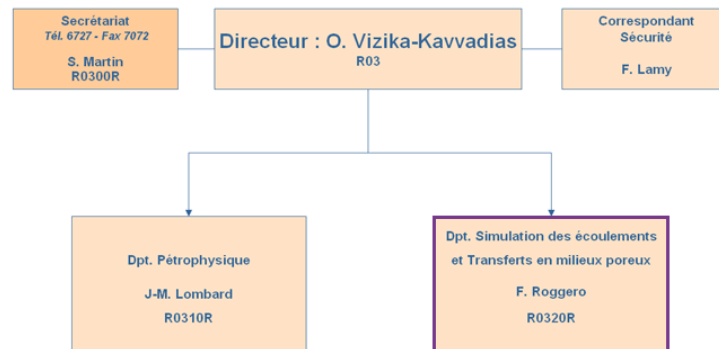 Secrétariat
Tél. 6727 - Fax 7072
S. Martin
R0300R
Directeur : O. Vizika-Kavvadias
R03
Correspondant
Sécurité
F. Lamy
Dpt. Pétrophysique
J-M. Lombard
R0310R
Dpt. Simulation des écoulements
et Transferts en milieux poreux
F. Roggero
R0320R